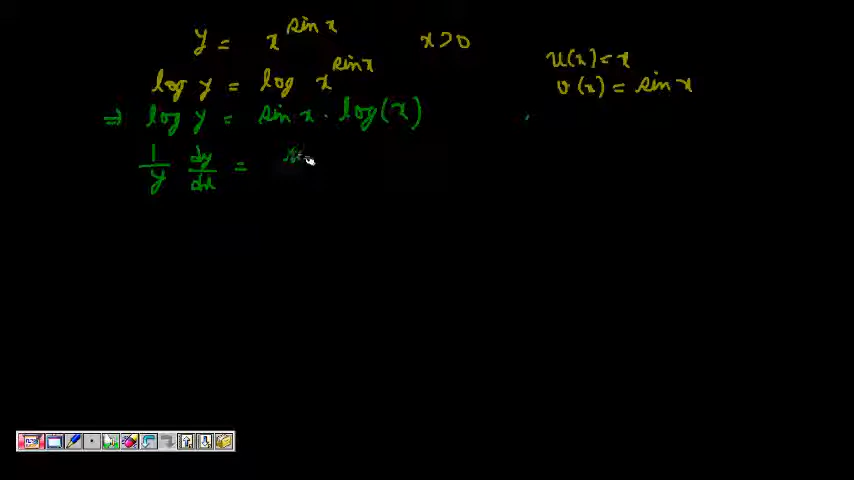 y = x^sin x x>0
log y = log x^sin x
u(x) = x
v(x) = sin x
⇒ log y = sin x · log(x)
1/y dy/dx =